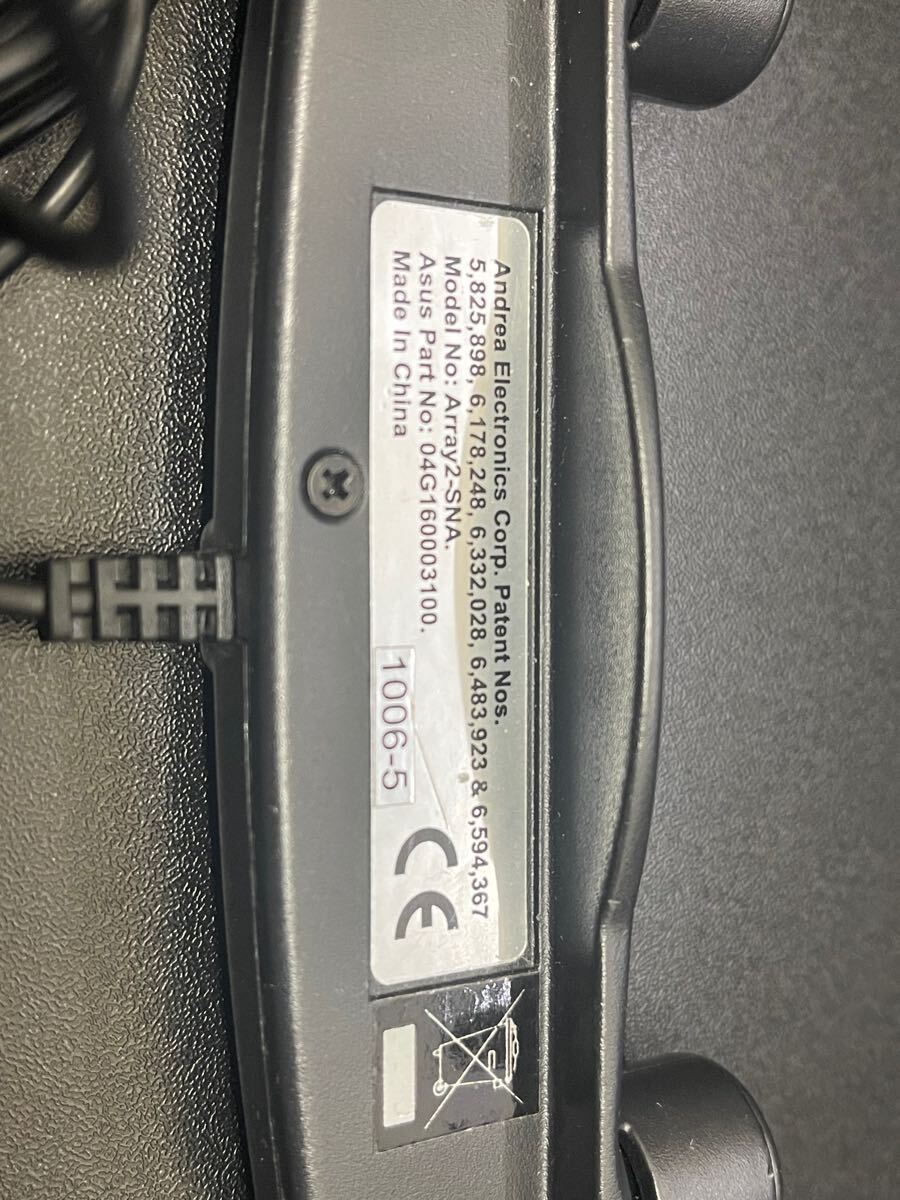 Andrea Electronics Corp. Patent Nos.
5,825,898, 6,178,248, 6,332,028, 6,483,923 & 6,594,367
Model No: Array2-SNA.
Asus Part No: 04G160003100.
Made In China
1006-5
CE